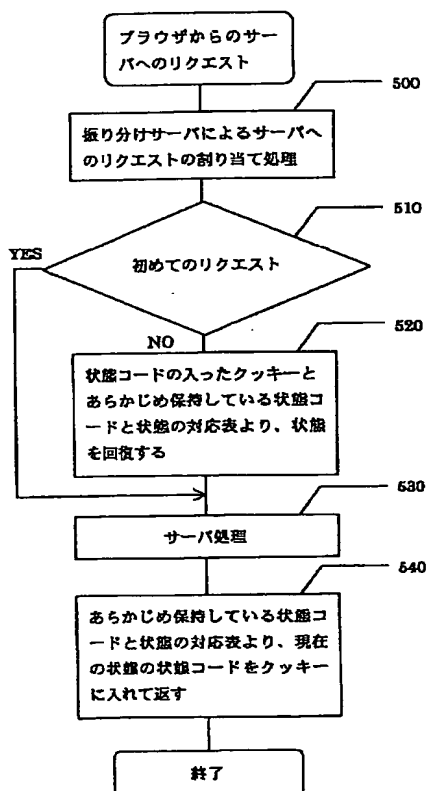 ブラウザからのサー
バへのリクエスト
500
振り分けサーバによるサーバへ
のリクエストの割り当て処理
510
YES
初めてのリクエスト
NO
520
状態コードの入ったクッキーと
あらかじめ保持している状態コ
ードと状態の対応表より、状態
を回復する
530
サーバ処理
540
あらかじめ保持している状態コ
ードと状態の対応表より、現在
の状態の状態コードをクッキー
に入れて返す
終了